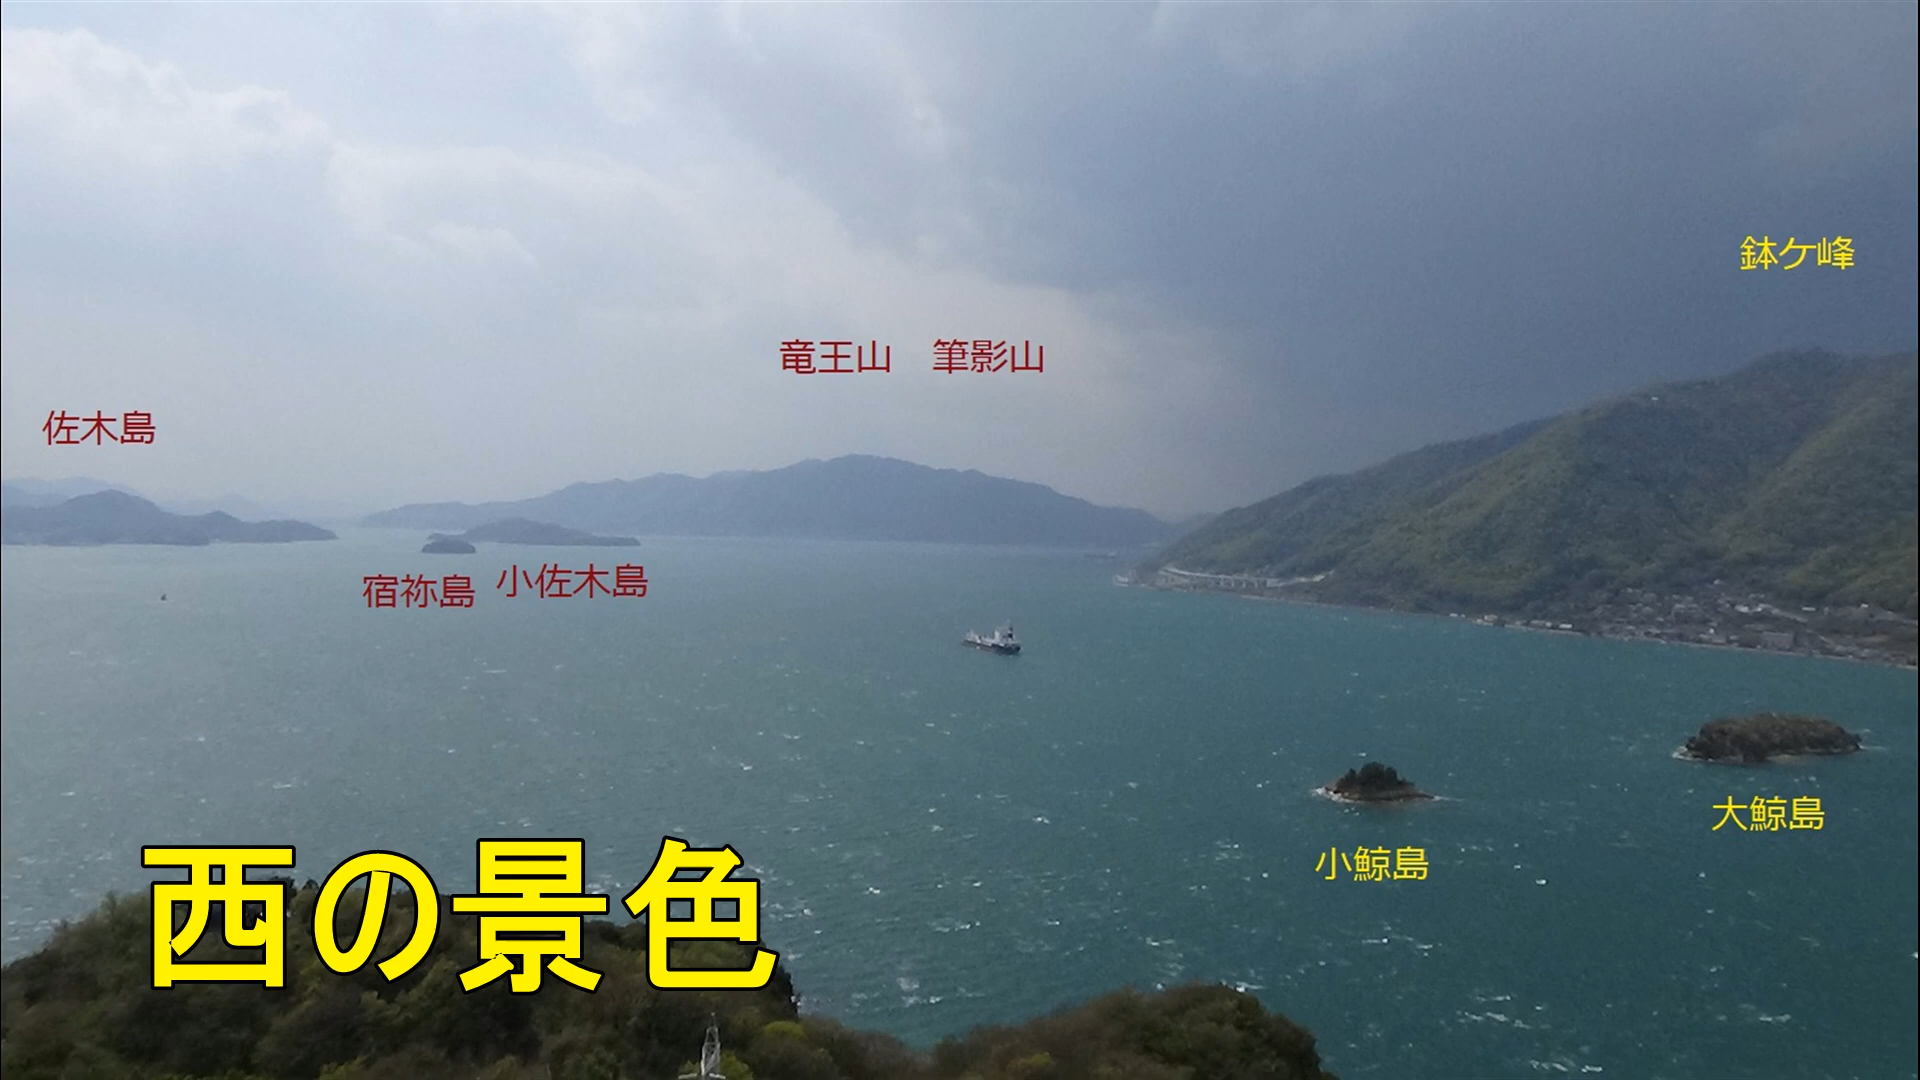 鉢ケ峰
竜王山　筆影山
佐木島
宿祢島
小佐木島
大鯨島
小鯨島
西の景色